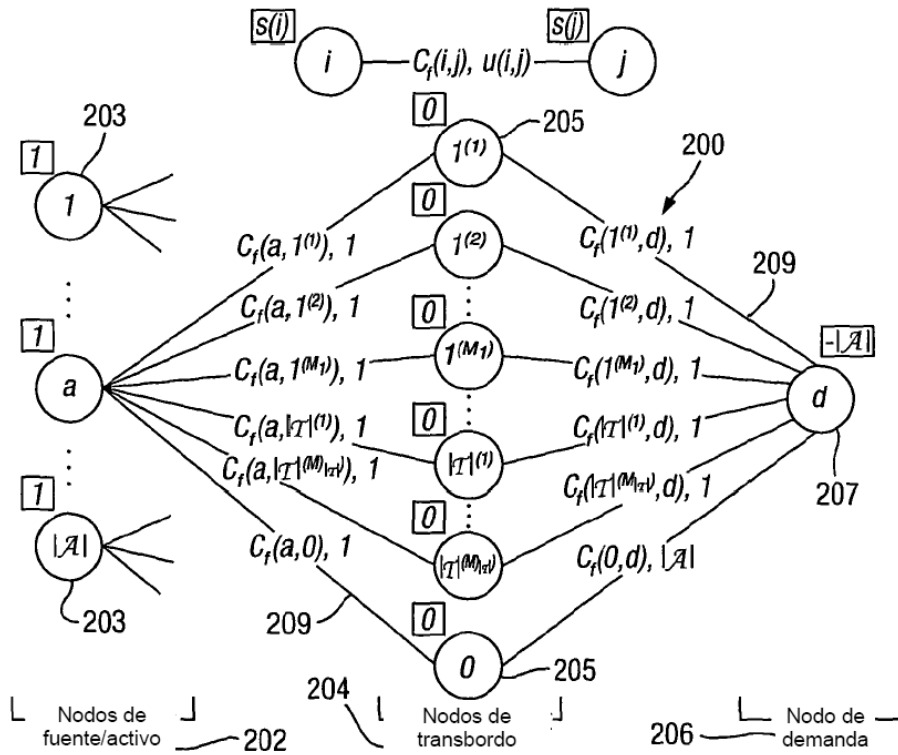 s(i) s(j)
i C_f(i,j), u(i,j) j
203
0
205
1^(1)
200
1
1
0
1^(2)
C_f(a,1^(1)), 1
C_f(1^(1),d), 1
209
C_f(a,1^(2)), 1
C_f(1^(2),d), 1
1
0
-|𝒜|
a
C_f(a,1^(M_1)), 1
1^(M_1)
C_f(1^(M_1),d), 1
d
C_f(a,|𝒯|^(1)), 1
0
|𝒯|^(1)
C_f(|𝒯|^(1),d), 1
207
C_f(a,|𝒯|^(M)_|𝒯|)), 1
C_f(|𝒯|^(M_|𝒯|),d), 1
1
0
|𝒜|
|𝒯|^(M)_|𝒯|)
C_f(a,0), 1
C_f(0,d), |𝒜|
203
209
0
0
205
204
Nodos de
fuente/activo
202
Nodos de
transbordo
206
Nodo de
demanda